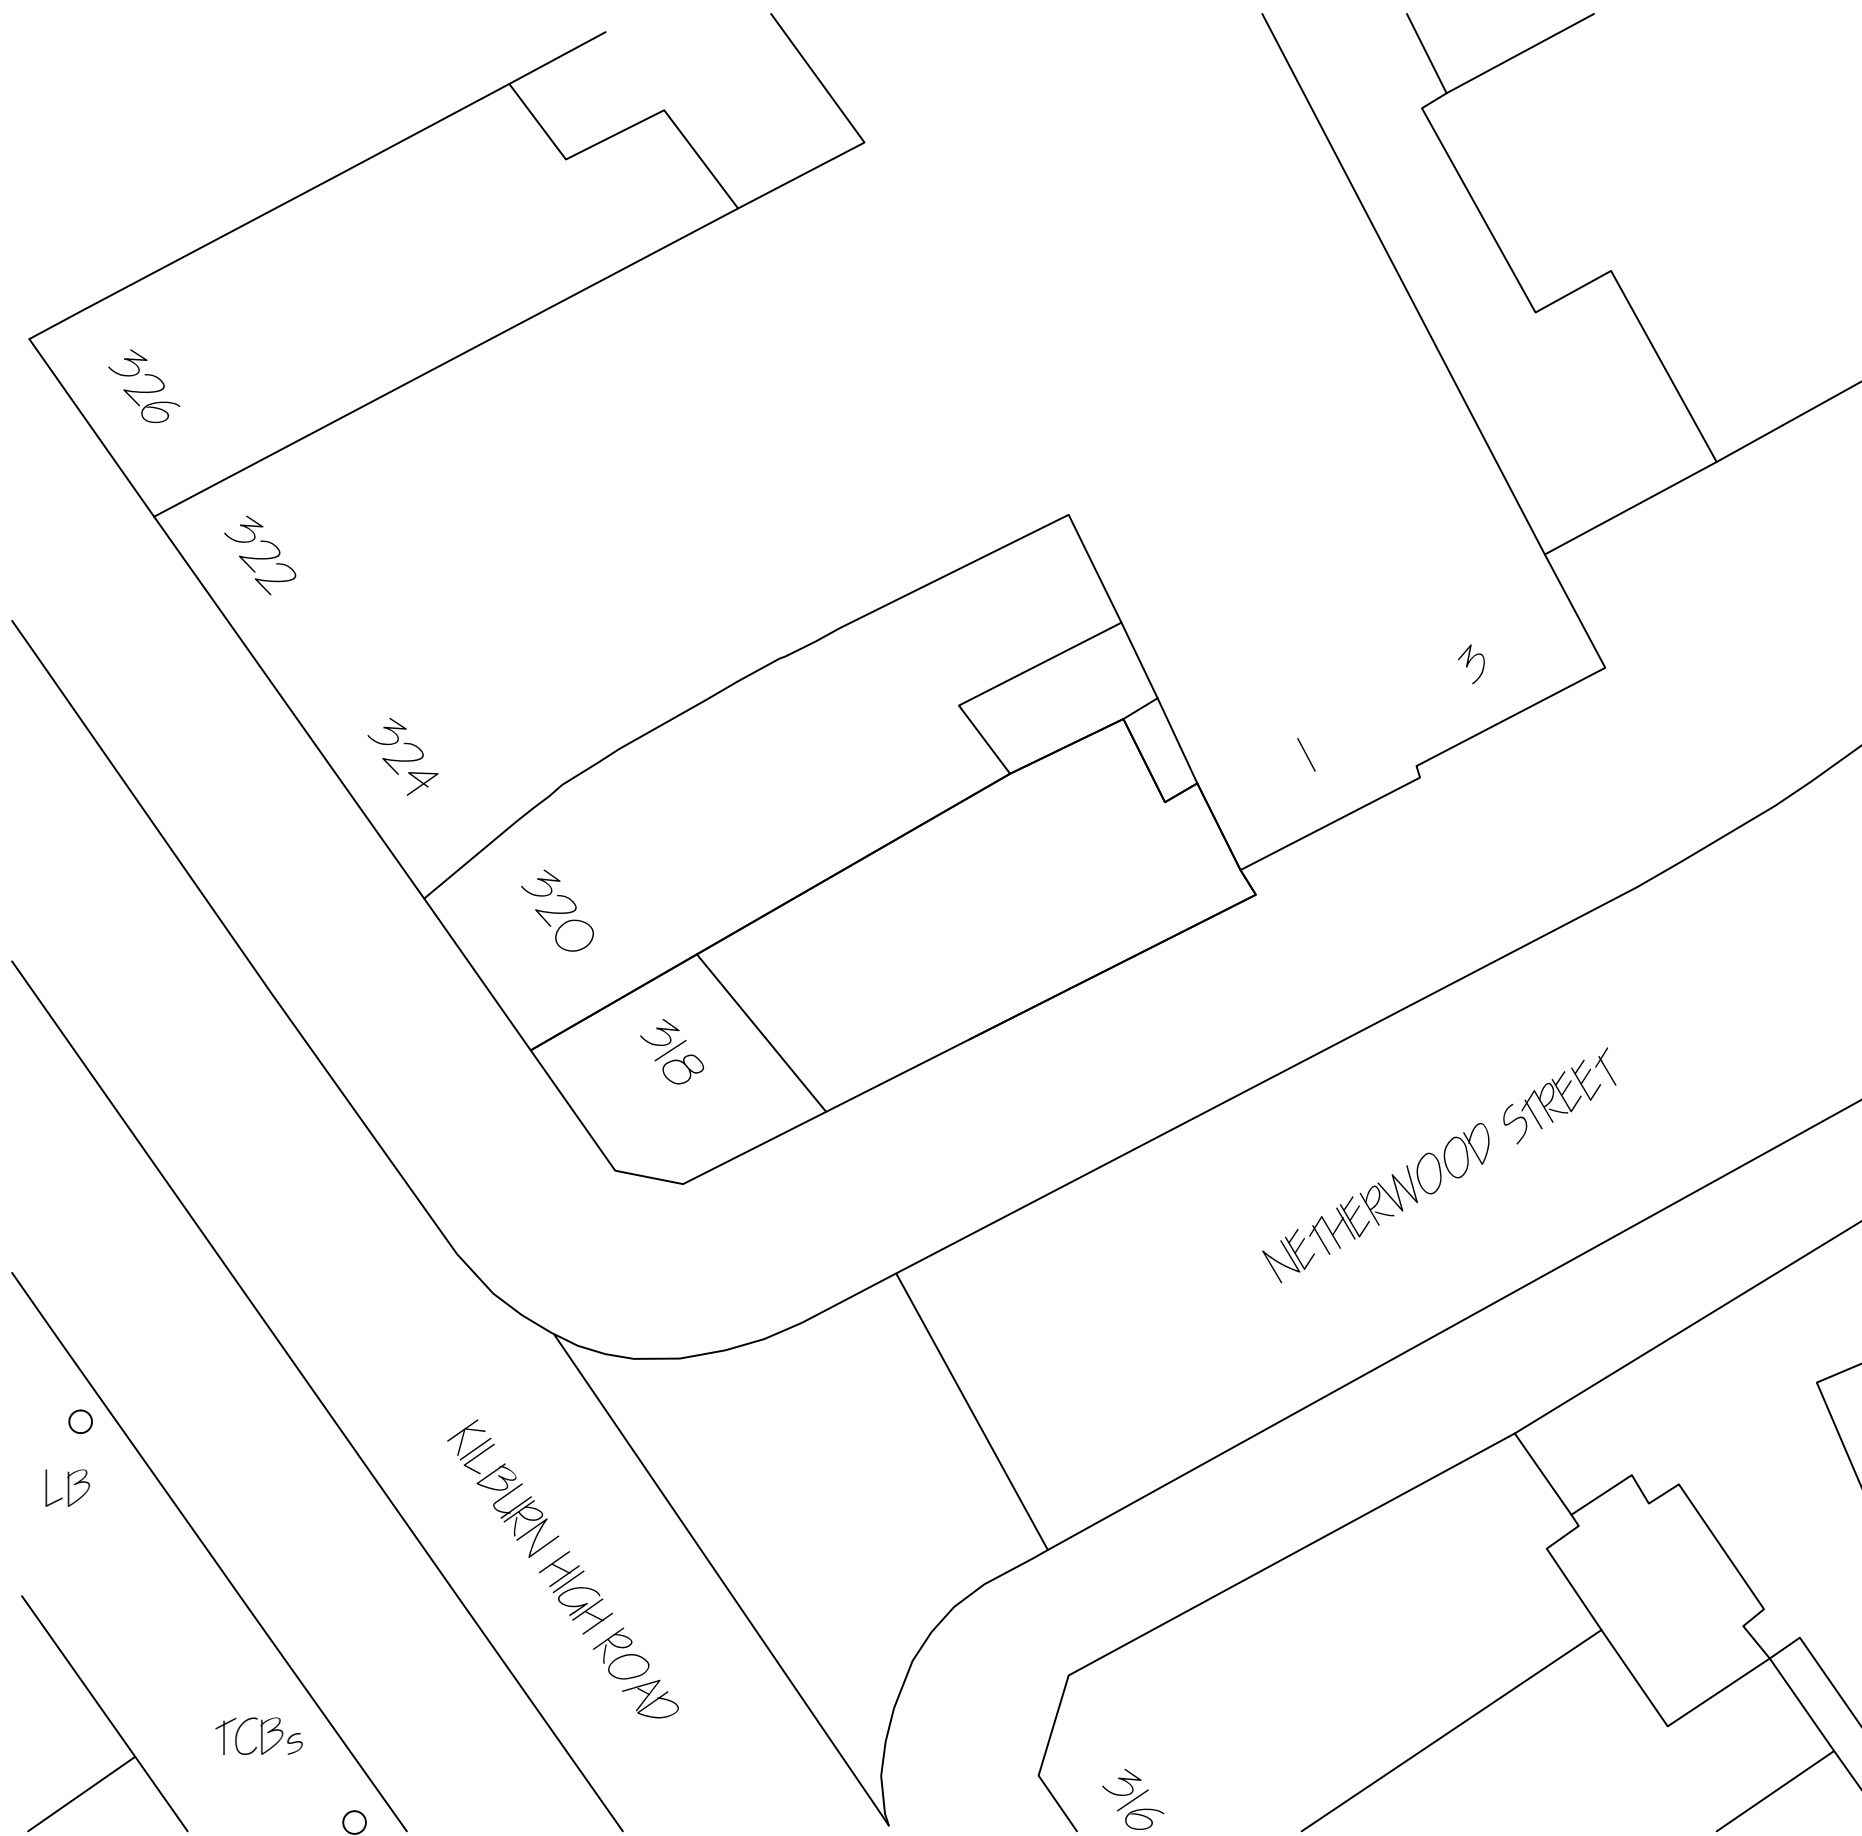 326
322
324
3
1
320
318
NETHERWOOD STREET
KILBURN HIGH ROAD
LB
TCBs
316